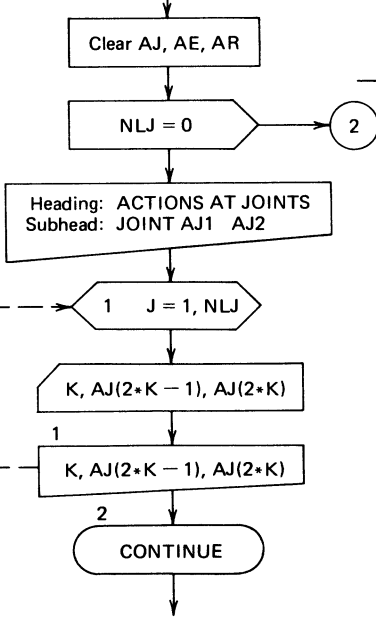 Clear AJ, AE, AR
NLJ = 0
2
Heading: ACTIONS AT JOINTS
Subhead: JOINT AJ1 AJ2
1 J = 1, NLJ
K, AJ(2*K − 1), AJ(2*K)
1
K, AJ(2*K − 1), AJ(2*K)
2
CONTINUE